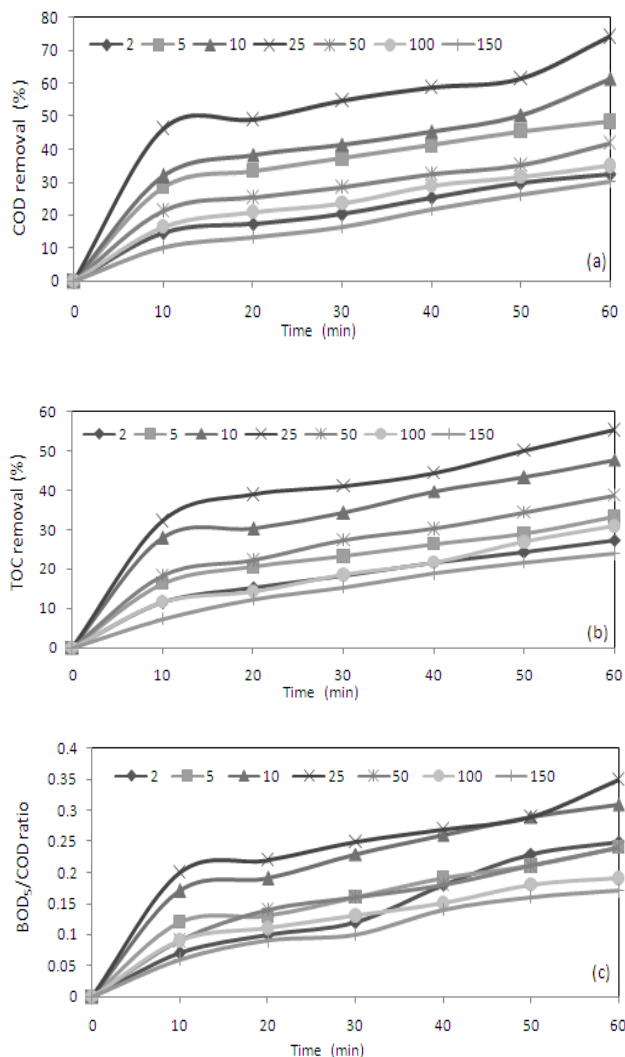 80
70
60
50
40
30
20
10
0
COD removal (%)
2 5 10 25 50 100 150
(a)
0 10 20 30 40 50 60
Time (min)
60
50
40
30
20
10
0
TOC removal (%)
2 5 10 25 50 100 150
(b)
0 10 20 30 40 50 60
Time (min)
0.4
0.35
0.3
0.25
0.2
0.15
0.1
0.05
0
BOD₅/COD ratio
2 5 10 25 50 100 150
(c)
0 10 20 30 40 50 60
Time (min)